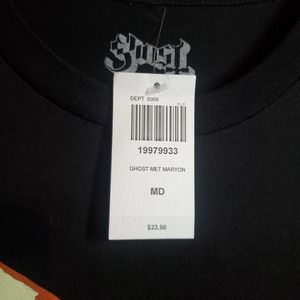 Ghost
DEPT 0009
19979933
GHOST MET MARYON
MD
$23.90